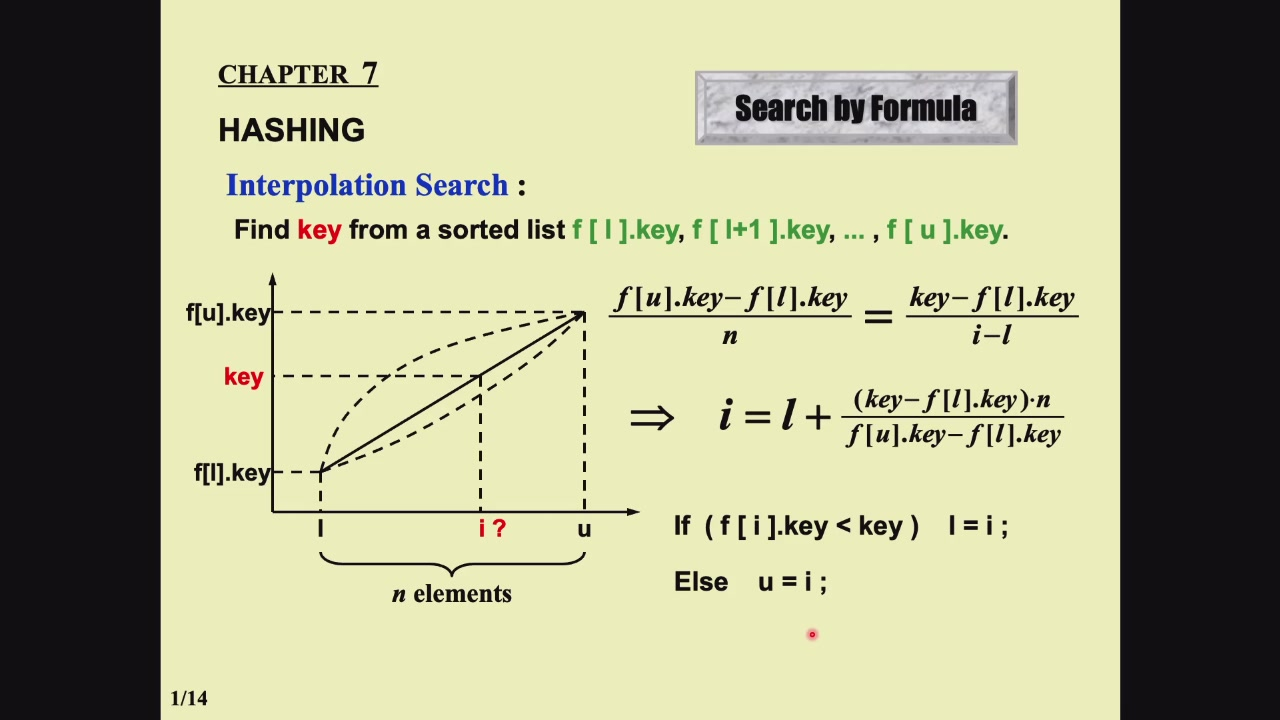 CHAPTER 7
Search by Formula
HASHING
Interpolation Search :
Find key from a sorted list f [ l ].key, f [ l+1 ].key, ... , f [ u ].key.
f[u].key
key
f[l].key
l
i ?
u
n elements
f[u].key− f[l].key / n = key− f[l].key / i−l
⇒ i = l + (key− f[l].key)·n / f[u].key− f[l].key
If ( f [ i ].key < key ) l = i ;
Else u = i ;
1/14